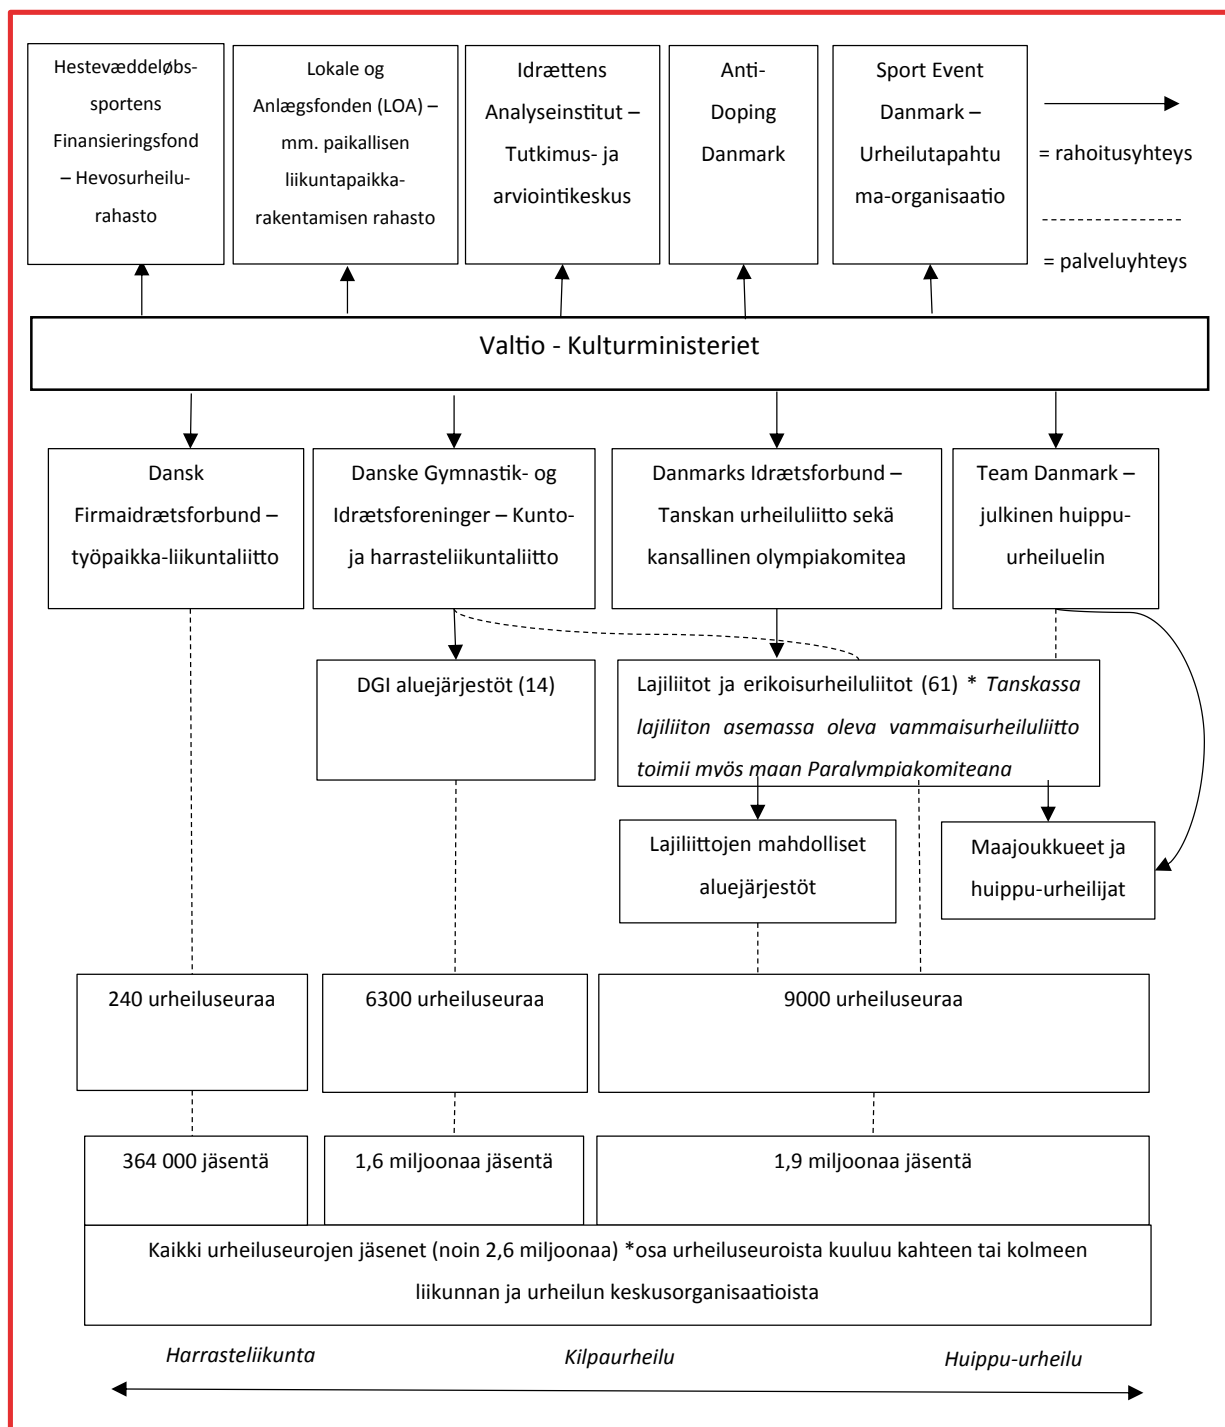 Hestevæddeløbs-
sportens
Finansieringsfond
– Hevosurheilu-
rahasto
Lokale og
Anlægsfonden (LOA) –
mm. paikallisen
liikuntapaikka-
rakentamisen rahasto
Idrættens
Analyseinstitut –
Tutkimus- ja
arviointikeskus
Anti-
Doping
Danmark
Sport Event
Danmark –
Urheilutapahtu
ma-organisaatio
= rahoitusyhteys
= palveluyhteys
Valtio - Kulturministeriet
Dansk
Firmaidrætsforbund –
työpaikka-liikuntaliitto
Danske Gymnastik- og
Idrætsforeninger – Kunto-
ja harrasteliikuntaliitto
Danmarks Idrætsforbund –
Tanskan urheiluliitto sekä
kansallinen olympiakomitea
Team Danmark –
julkinen huippu-
urheiluelin
DGI aluejärjestöt (14)
Lajiliitot ja erikoisurheiluliitot (61) * Tanskassa
lajiliiton asemassa oleva vammaisurheiluliitto
toimii myös maan Paralympiakomiteana
Lajiliittojen mahdolliset
aluejärjestöt
Maajoukkueet ja
huippu-urheilijat
240 urheiluseuraa
6300 urheiluseuraa
9000 urheiluseuraa
364 000 jäsentä
1,6 miljoonaa jäsentä
1,9 miljoonaa jäsentä
Kaikki urheiluseurojen jäsenet (noin 2,6 miljoonaa) *osa urheiluseuroista kuuluu kahteen tai kolmeen
liikunnan ja urheilun keskusorganisaatioista
Harrasteliikunta
Kilpaurheilu
Huippu-urheilu